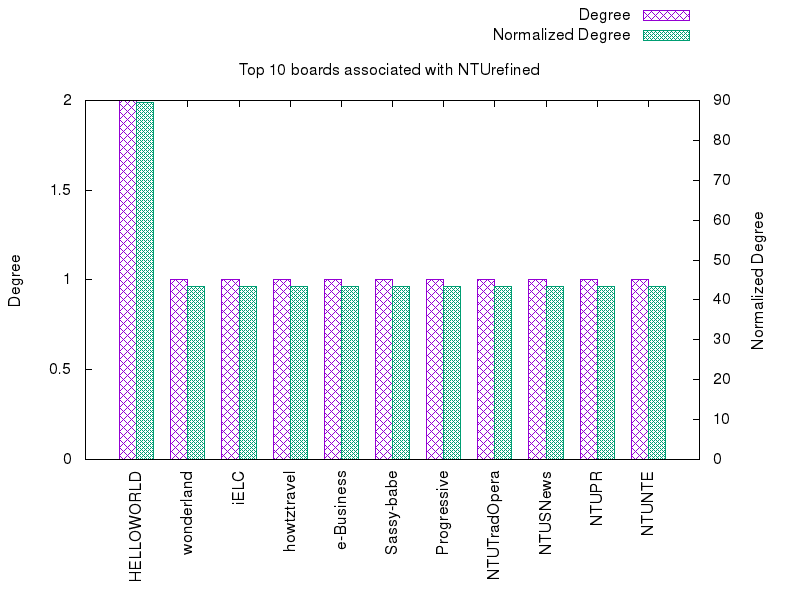 Degree
Normalized Degree
Top 10 boards associated with NTUrefined
2
1.5
1
0.5
0
Degree
90
80
70
60
50
40
30
20
10
0
Normalized Degree
HELLOWORLD
wonderland
iELC
howtztravel
e-Business
Sassy-babe
Progressive
NTUTradOpera
NTUSNews
NTUPR
NTUNTE